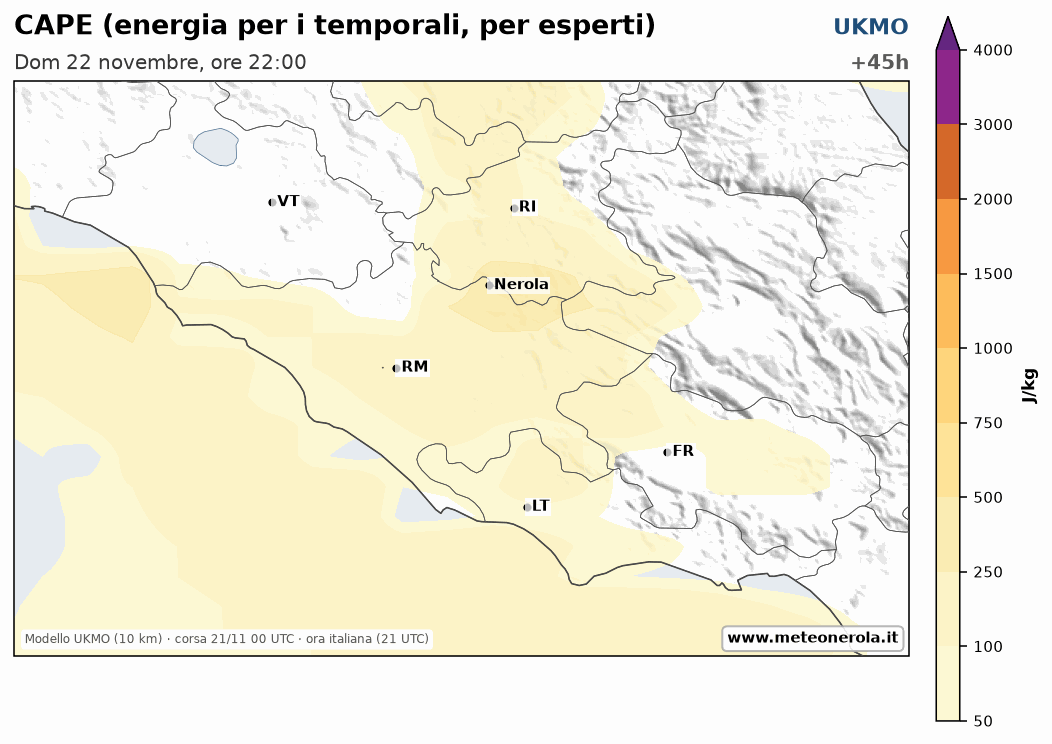 CAPE (energia per i temporali, per esperti)
UKMO
Dom 22 novembre, ore 22:00
+45h
4000
3000
2000
1500
1000
750
500
250
100
50
J/kg
VT
RI
Nerola
RM
FR
LT
Modello UKMO (10 km) · corsa 21/11 00 UTC · ora italiana (21 UTC)
www.meteonerola.it